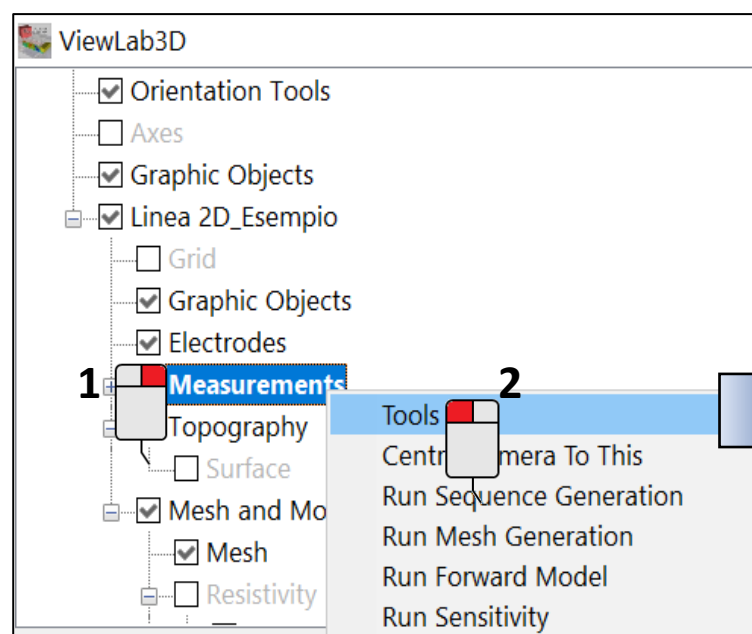 ViewLab3D
Orientation Tools
Axes
Graphic Objects
Linea 2D_Esempio
Grid
Graphic Objects
Electrodes
1 Measurements
2
Tools
Topography
Centr mera To This
Surface
Run Sequence Generation
Mesh and Mo
Run Mesh Generation
Mesh
Run Forward Model
Resistivity
Run Sensitivity